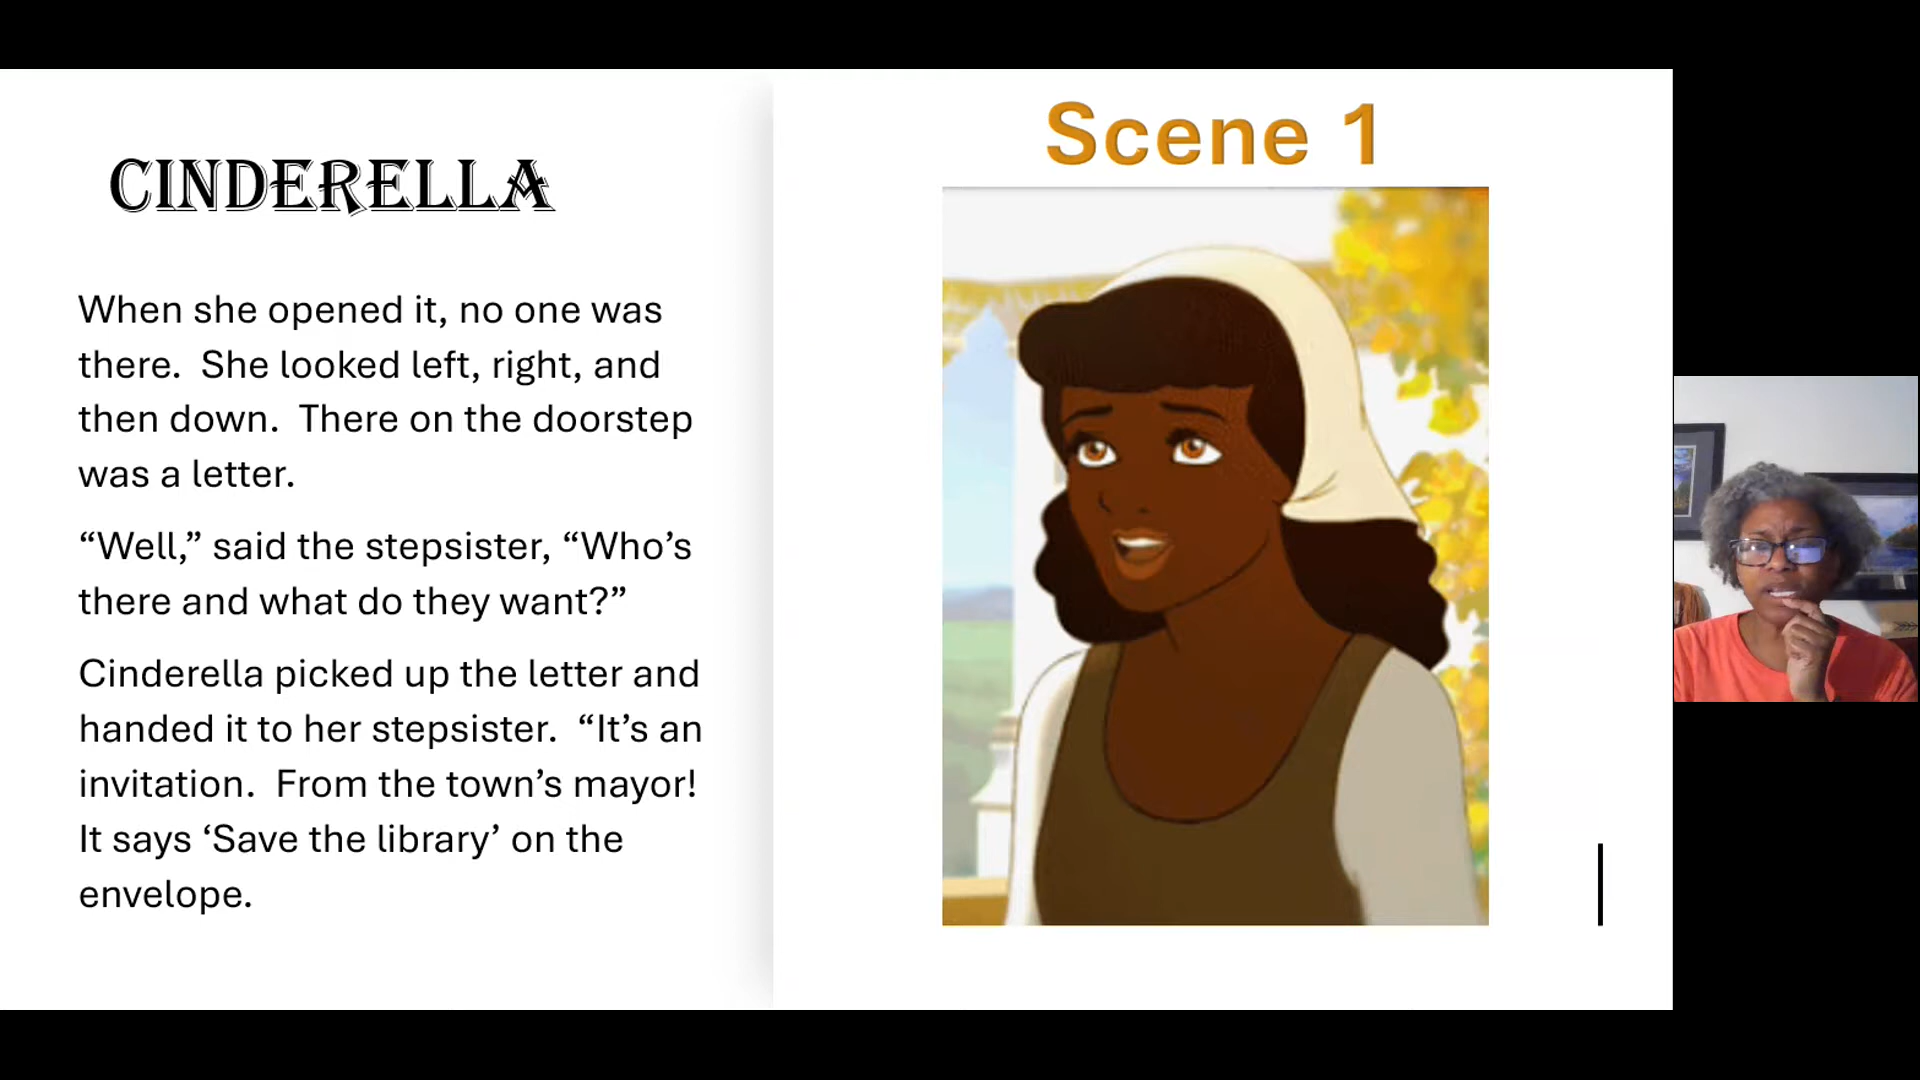 CINDERELLA
When she opened it, no one was
there.  She looked left, right, and
then down.  There on the doorstep
was a letter.
“Well,” said the stepsister, “Who’s
there and what do they want?”
Cinderella picked up the letter and
handed it to her stepsister.  “It’s an
invitation.  From the town’s mayor!
It says ‘Save the library’ on the
envelope.
Scene 1